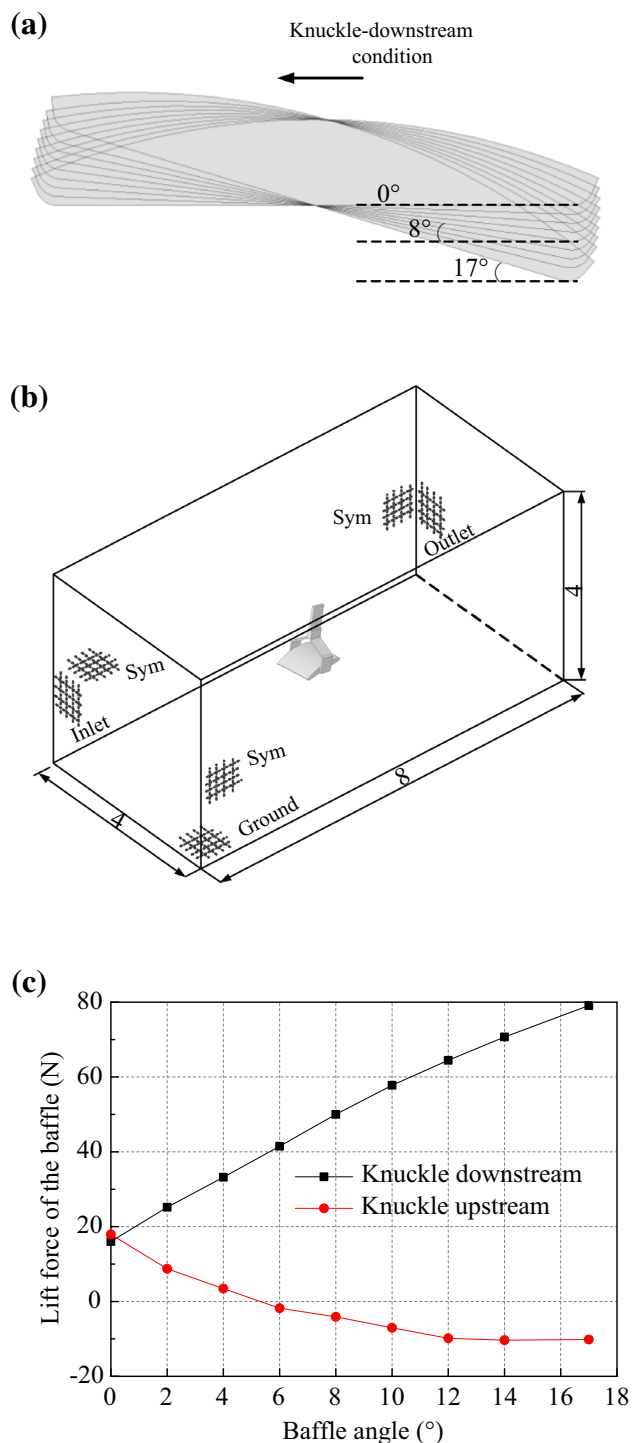 (a)
Knuckle-downstream
condition
0°
8°
17°
(b)
Sym
Outlet
4
Sym
Inlet
Sym
8
4
Ground
(c)
80
60
40
20
0
-20
Lift force of the baffle (N)
Knuckle downstream
Knuckle upstream
0 2 4 6 8 10 12 14 16 18
Baffle angle (°)